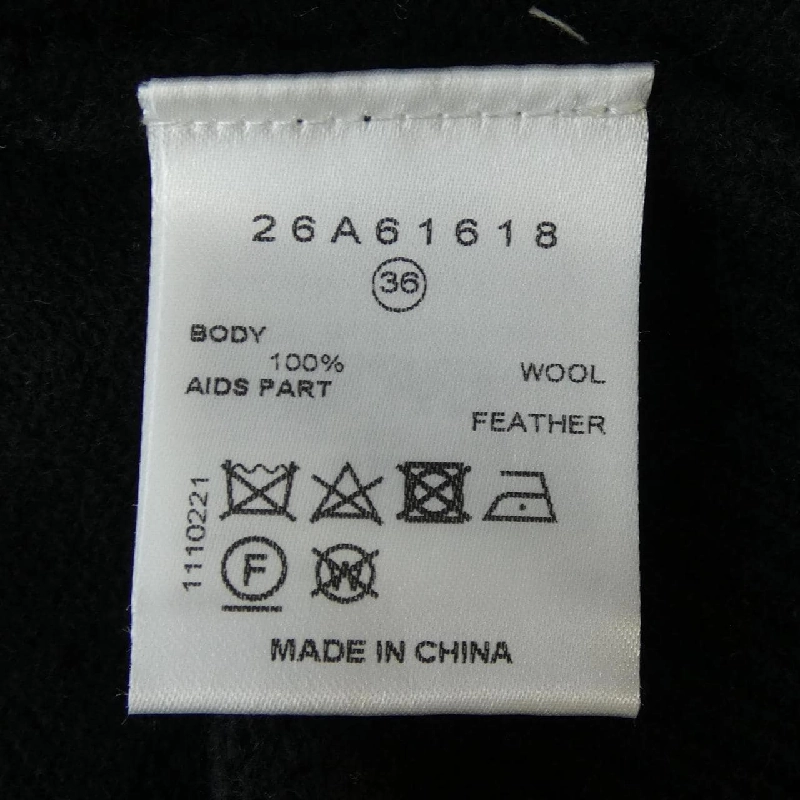 26A61618
36
BODY
100%
WOOL
AIDS PART
FEATHER
1110221
F
W
MADE IN CHINA